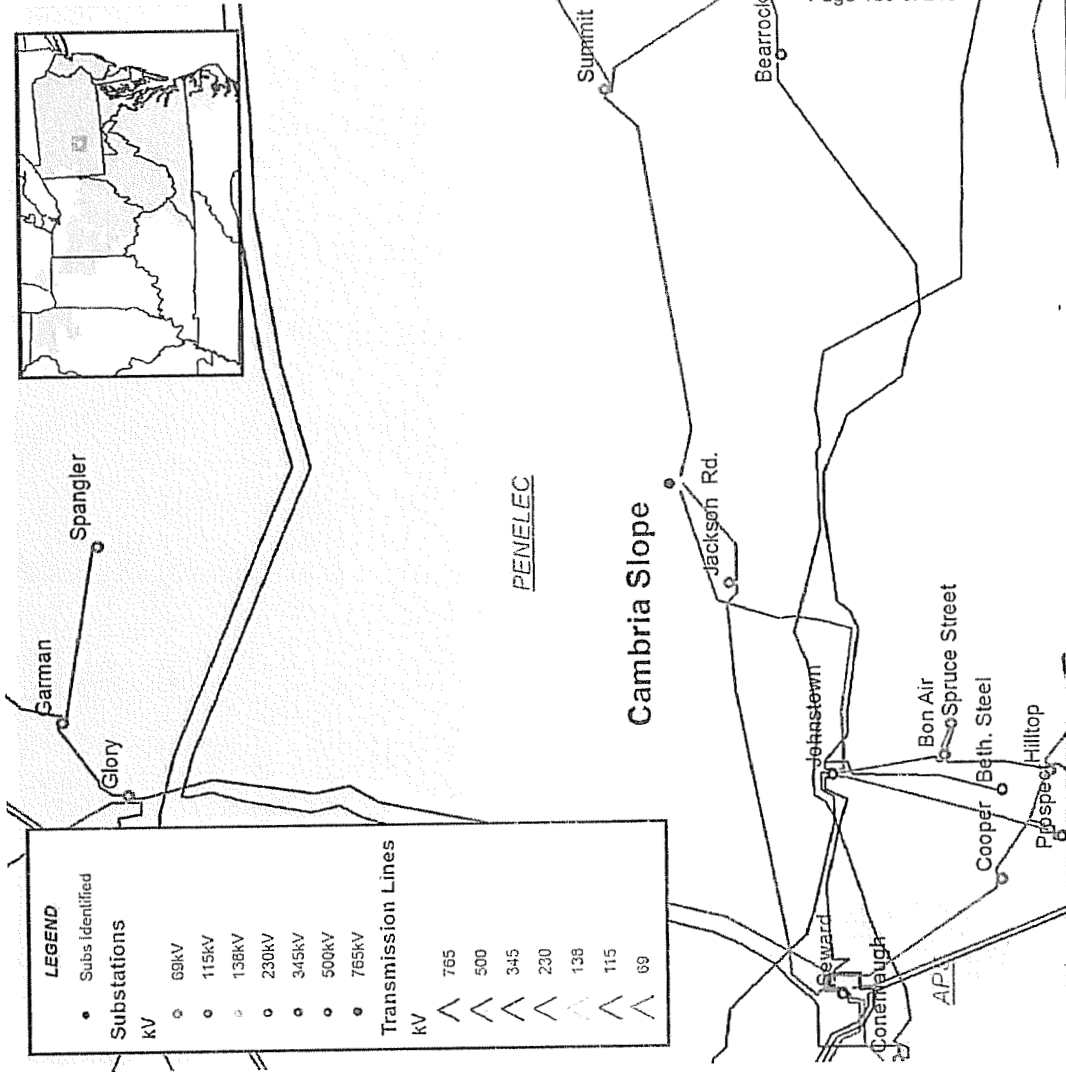 LEGEND
Subs identified
Substations
kV
69kV
115kV
138kV
230kV
345kV
500kV
765kV
Transmission Lines
kV
765
500
345
230
138
115
69
Garman
Spangler
Glory
PENELEC
Summit
Bearrock
Cambria Slope
Jackson Rd.
Johnstown
Bon Air
Spruce Street
Beth. Steel
Hilltop
Cooper
Prospect
Seward
Conemaugh